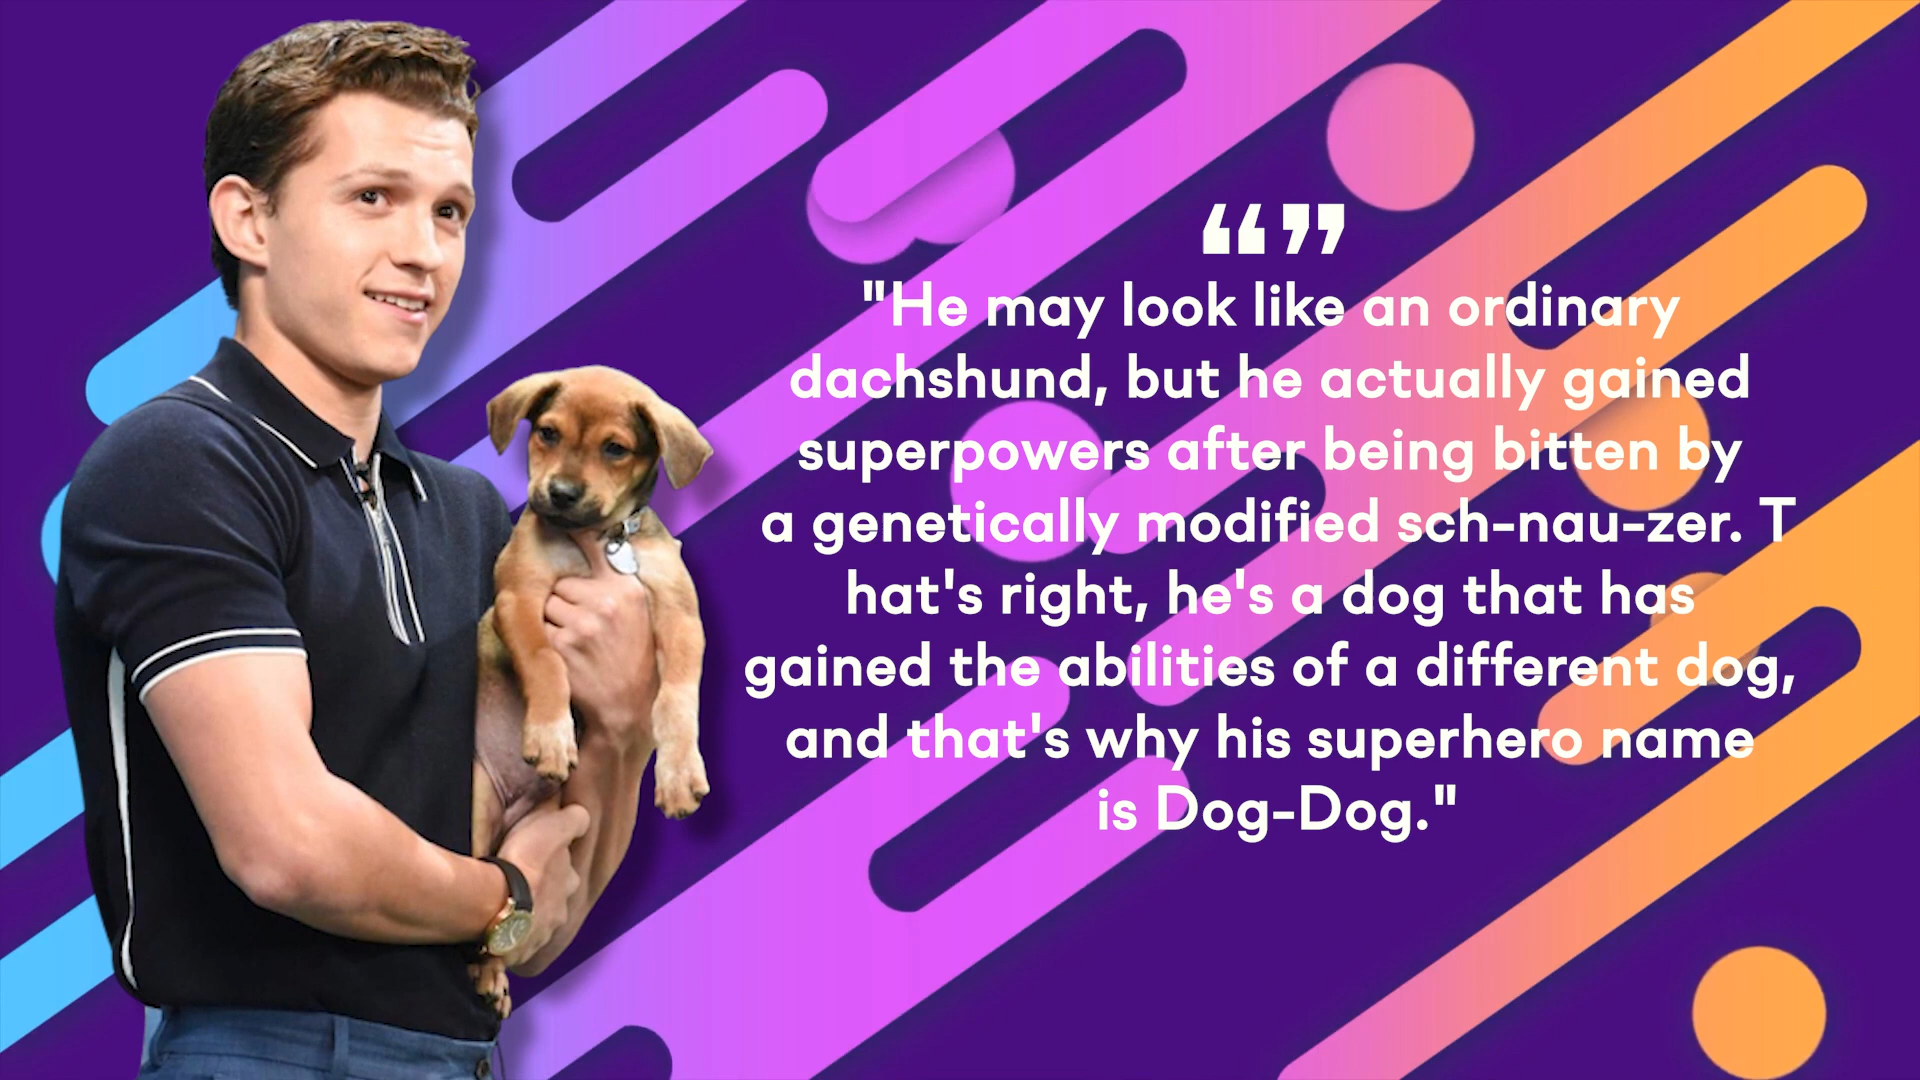 “”
"He may look like an ordinary
dachshund, but he actually gained
superpowers after being bitten by
a genetically modified sch-nau-zer. T
hat's right, he's a dog that has
gained the abilities of a different dog,
and that's why his superhero name
is Dog-Dog."